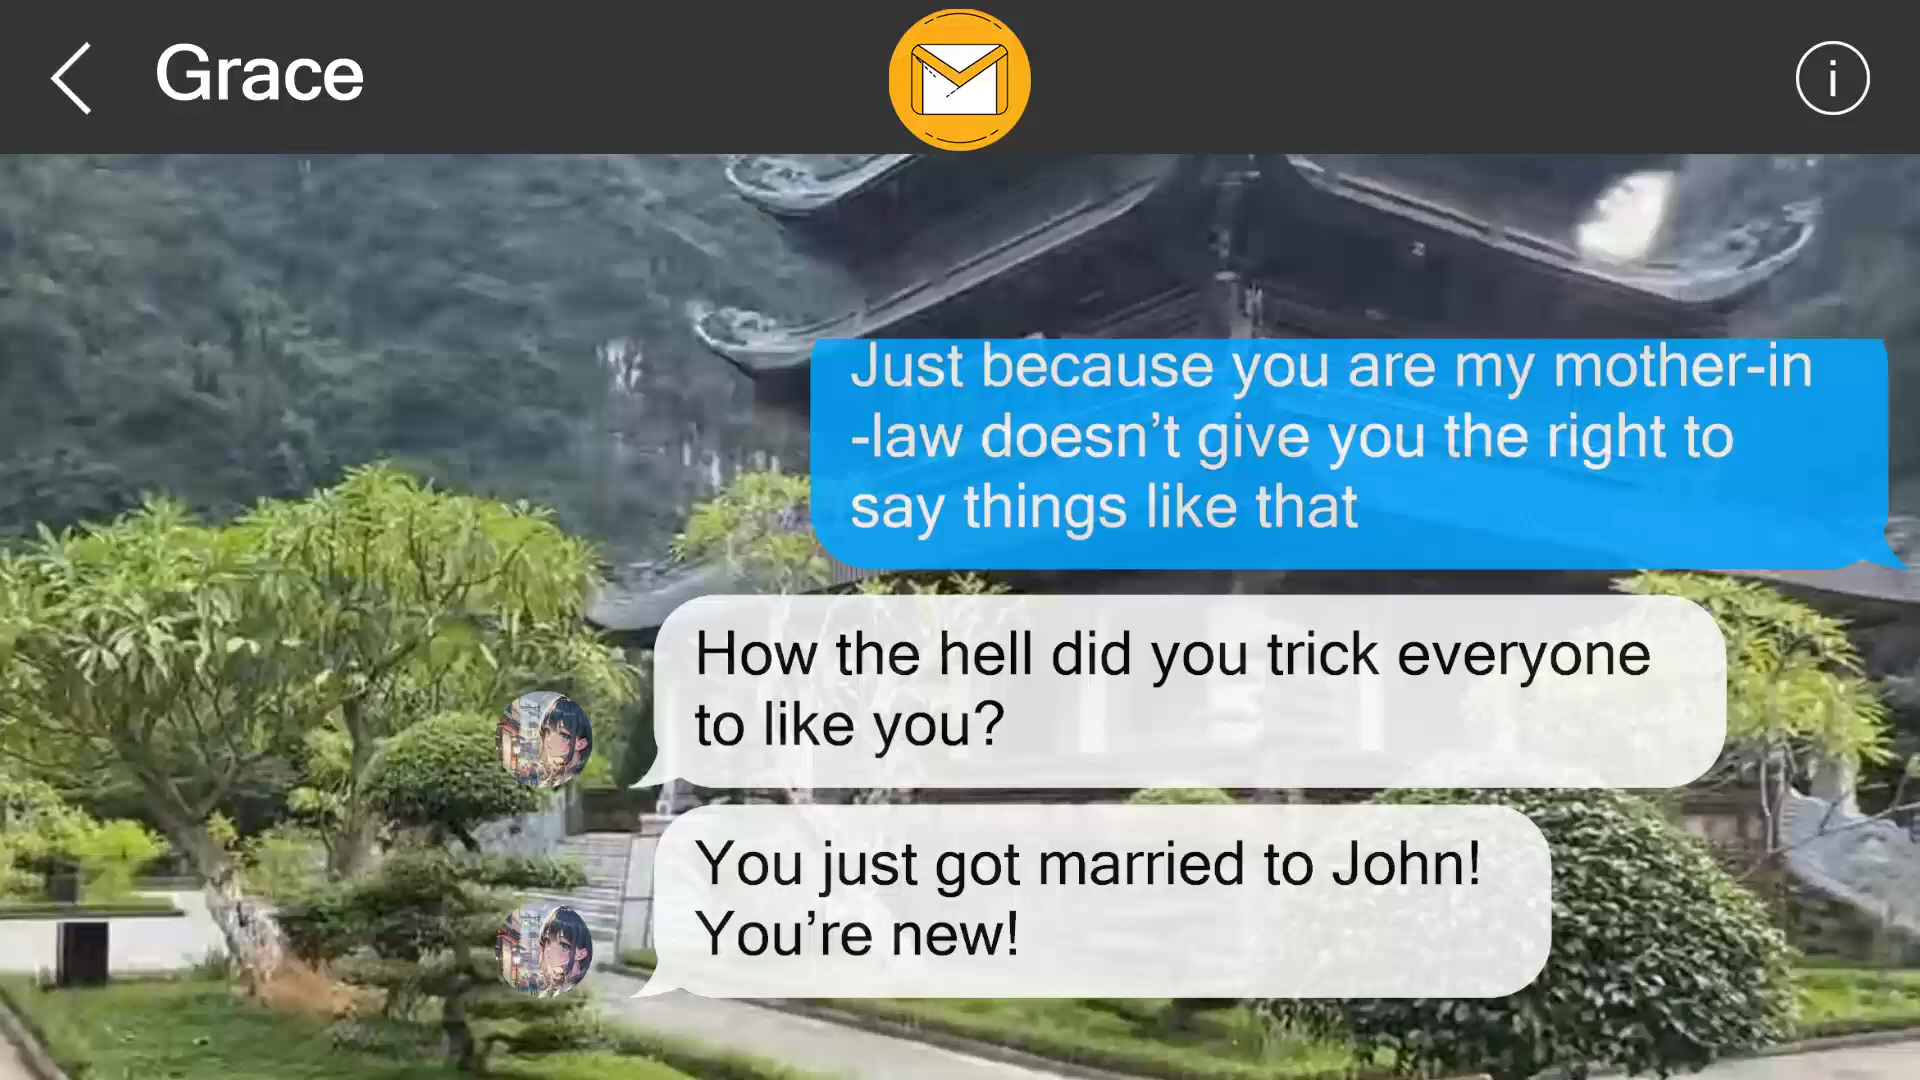 Grace
i
Just because you are my mother-in
-law doesn’t give you the right to
say things like that
How the hell did you trick everyone
to like you?
You just got married to John!
You’re new!